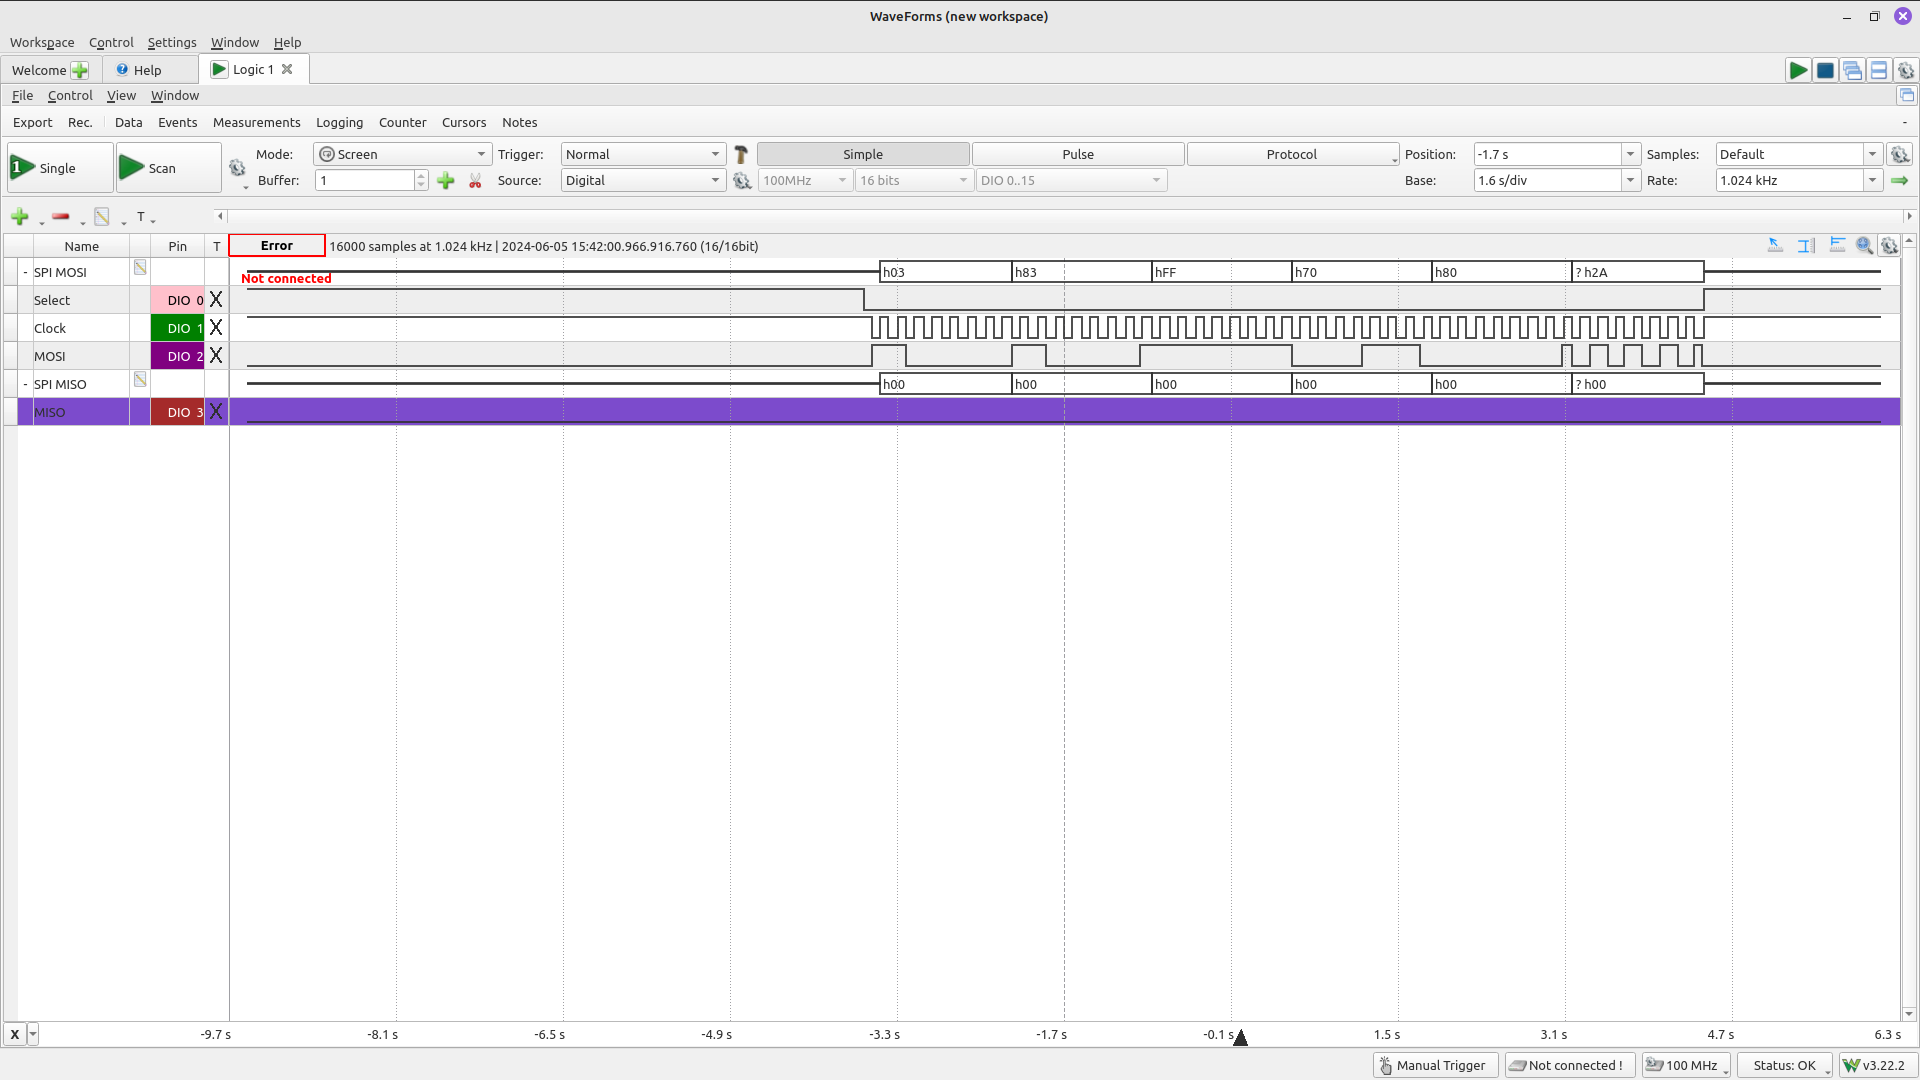 WaveForms (new workspace)
Workspace Control Settings Window Help
Welcome Help Logic 1
File Control View Window
Export Rec. Data Events Measurements Logging Counter Cursors Notes
1 Single Scan Mode: Screen Trigger: Normal Simple Pulse Protocol Position: -1.7 s Samples: Default
Buffer: 1 Source: Digital 100MHz 16 bits DIO 0..15 Base: 1.6 s/div Rate: 1.024 kHz
T
Name Pin T Error 16000 samples at 1.024 kHz | 2024-06-05 15:42:00.966.916.760 (16/16bit)
- SPI MOSI Not connected h03 h83 hFF h70 h80 ? h2A
Select DIO 0 X
Clock DIO 1 X
MOSI DIO 2 X
- SPI MISO h00 h00 h00 h00 h00 ? h00
MISO DIO 3 X
X -9.7 s -8.1 s -6.5 s -4.9 s -3.3 s -1.7 s -0.1 s 1.5 s 3.1 s 4.7 s 6.3 s
Manual Trigger Not connected ! 100 MHz Status: OK v3.22.2